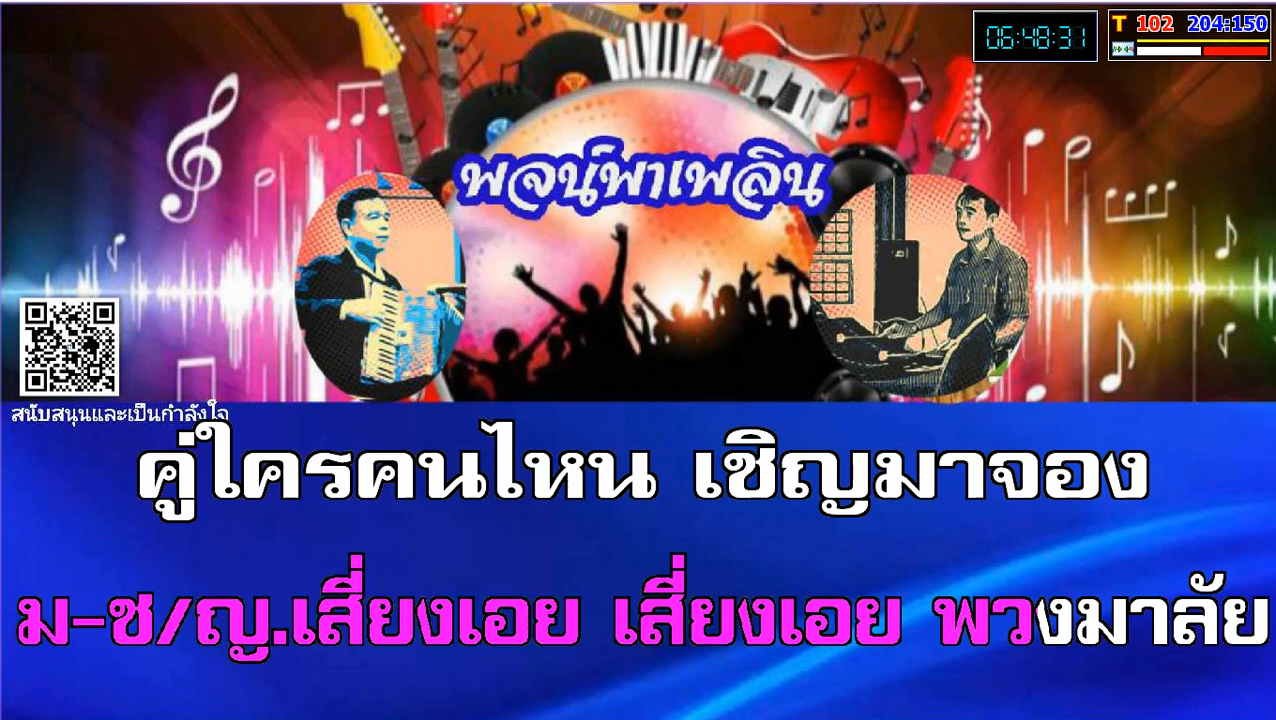 06:48:31
T 102 204:150
พจน์พาเพลิน
สนับสนุนและเป็นกำลังใจ
คู่ใครคนไหน เชิญมาจอง
ม-ช/ญ.เสี่ยงเอย เสี่ยงเอย พวงมาลัย